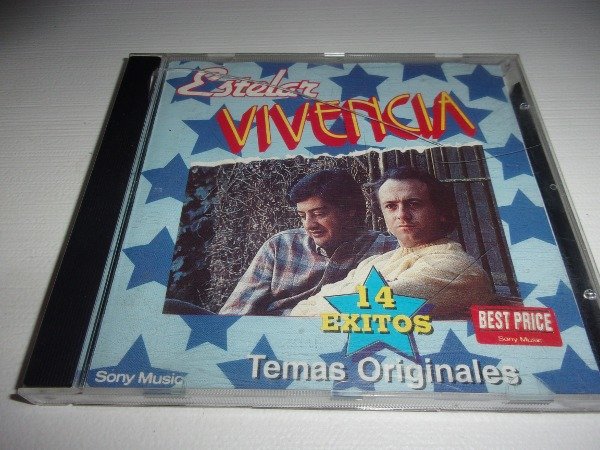 Estelar
VIVENCIA
14
EXITOS
BEST PRICE
Sony Music
Temas Originales
Sony Music